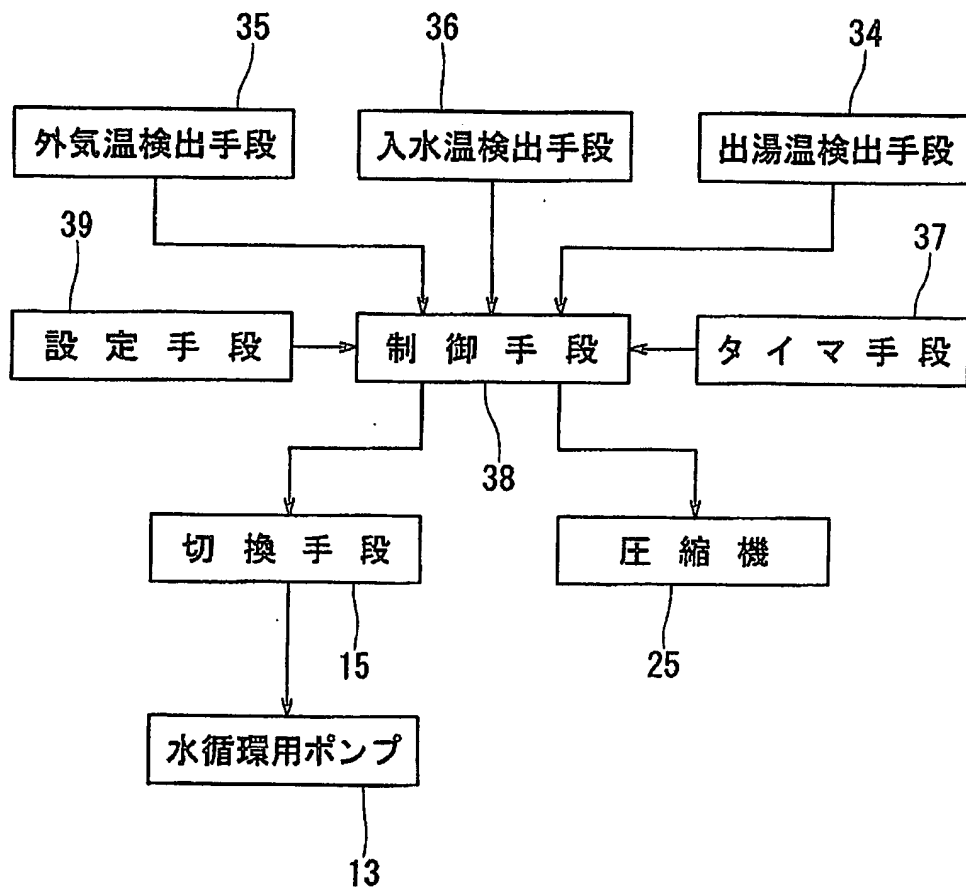 35
36
34
外気温検出手段
入水温検出手段
出湯温検出手段
39
37
設定手段
制御手段
タイマ手段
38
切換手段
圧縮機
15
25
水循環用ポンプ
13